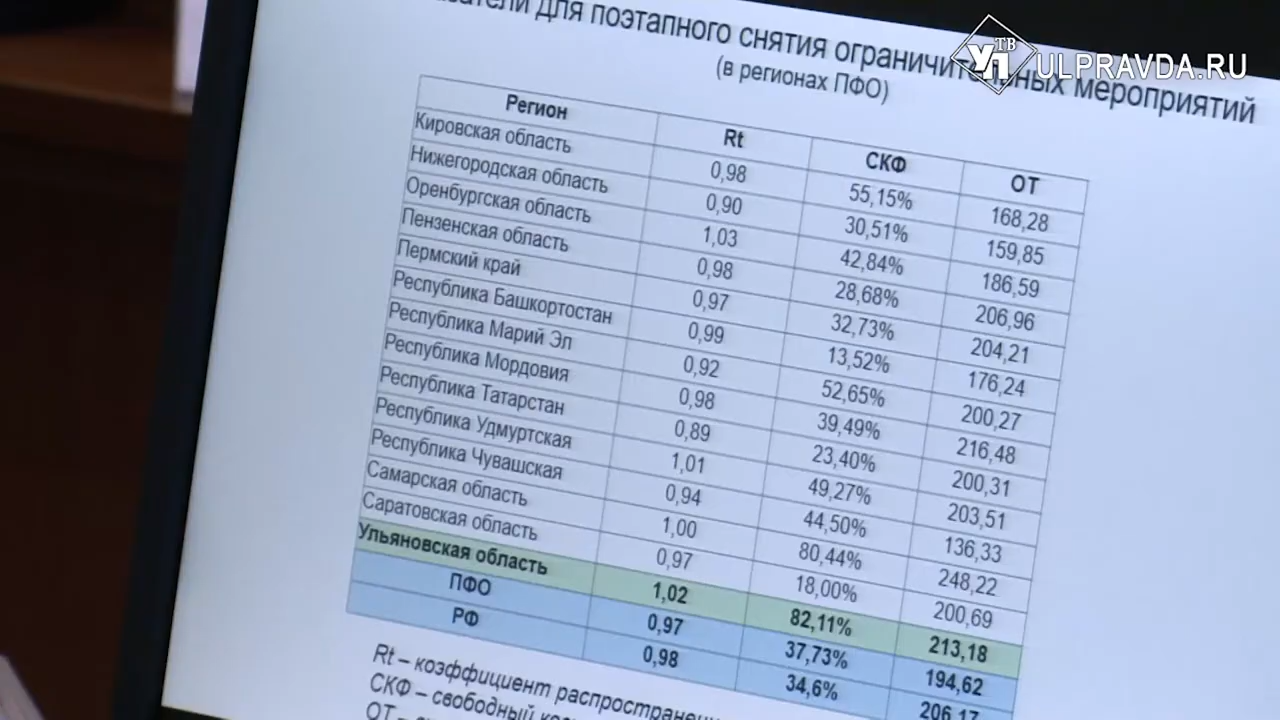 для поэтапного снятия ограничительных мероприятий
(в регионах ПФО)
УП ТВ ULPRAVDA.RU
Регион Rt СКФ ОТ
Кировская область 0,98 55,15% 168,28
Нижегородская область 0,90 30,51% 159,85
Оренбургская область 1,03 42,84% 186,59
Пензенская область 0,98 28,68% 206,96
Пермский край 0,97 32,73% 204,21
Республика Башкортостан 0,99 13,52% 176,24
Республика Марий Эл 0,92 52,65% 200,27
Республика Мордовия 0,98 39,49% 216,48
Республика Татарстан 0,89 23,40% 200,31
Республика Удмуртская 1,01 49,27% 203,51
Республика Чувашская 0,94 44,50% 136,33
Самарская область 1,00 80,44% 248,22
Саратовская область 0,97 18,00% 200,69
Ульяновская область 1,02 82,11% 213,18
ПФО 0,97 37,73% 194,62
РФ 0,98 34,6% 206,17
Rt – коэффициент
СКФ – свободный
ОТ –